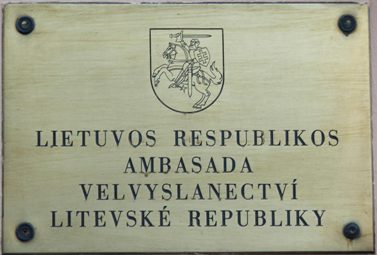 LIETUVOS RESPUBLIKOS
AMBASADA
VELVYSLANECTVÍ
LITEVSKÉ REPUBLIKY